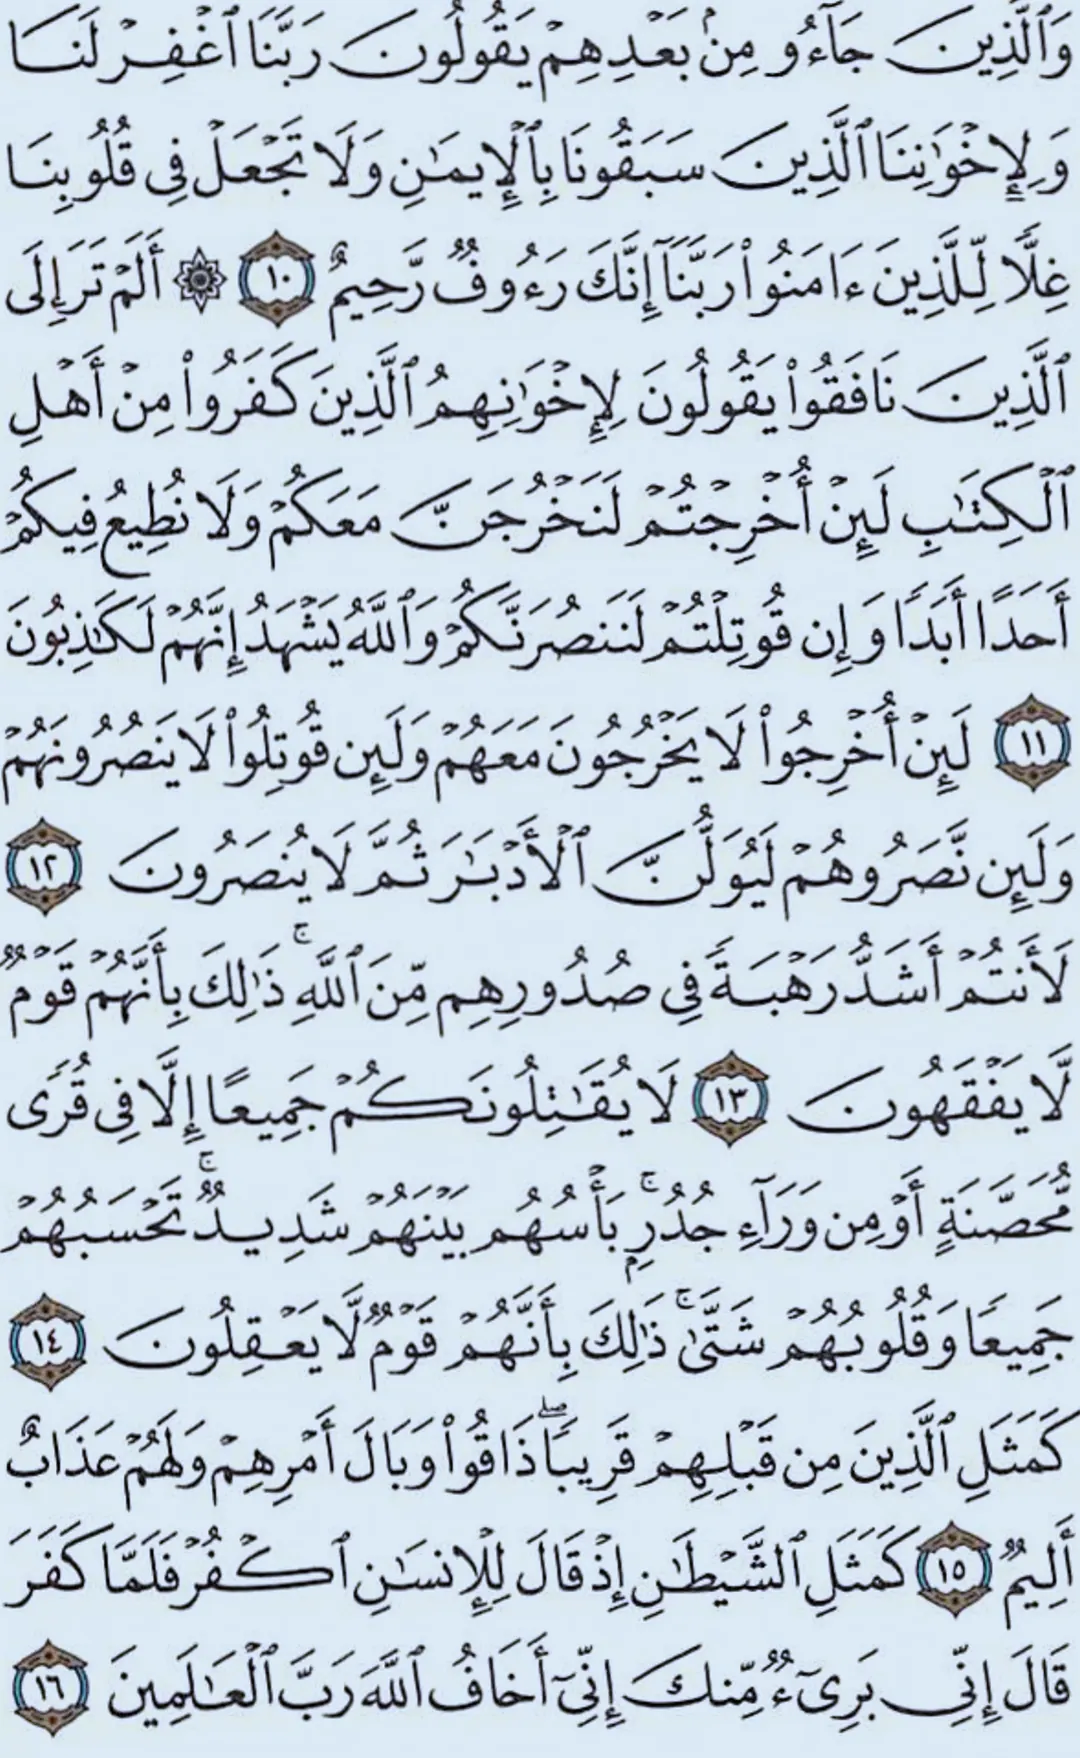 وَٱلَّذِينَ جَآءُو مِنۢ بَعۡدِهِمۡ يَقُولُونَ رَبَّنَا ٱغۡفِرۡ لَنَا
وَلِإِخۡوَٰنِنَا ٱلَّذِينَ سَبَقُونَا بِٱلۡإِيمَٰنِ وَلَا تَجۡعَلۡ فِي قُلُوبِنَا
غِلّٗا لِّلَّذِينَ ءَامَنُواْ رَبَّنَآ إِنَّكَ رَءُوفٞ رَّحِيمٌ ١٠ ۞ أَلَمۡ تَرَ إِلَى
ٱلَّذِينَ نَافَقُواْ يَقُولُونَ لِإِخۡوَٰنِهِمُ ٱلَّذِينَ كَفَرُواْ مِنۡ أَهۡلِ
ٱلۡكِتَٰبِ لَئِنۡ أُخۡرِجۡتُمۡ لَنَخۡرُجَنَّ مَعَكُمۡ وَلَا نُطِيعُ فِيكُمۡ
أَحَدًا أَبَدٗا وَإِن قُوتِلۡتُمۡ لَنَنصُرَنَّكُمۡ وَٱللَّهُ يَشۡهَدُ إِنَّهُمۡ لَكَٰذِبُونَ
١١ لَئِنۡ أُخۡرِجُواْ لَا يَخۡرُجُونَ مَعَهُمۡ وَلَئِن قُوتِلُواْ لَا يَنصُرُونَهُمۡ
وَلَئِن نَّصَرُوهُمۡ لَيُوَلُّنَّ ٱلۡأَدۡبَٰرَ ثُمَّ لَا يُنصَرُونَ ١٢
لَأَنتُمۡ أَشَدُّ رَهۡبَةٗ فِي صُدُورِهِم مِّنَ ٱللَّهِۚ ذَٰلِكَ بِأَنَّهُمۡ قَوۡمٞ
لَّا يَفۡقَهُونَ ١٣ لَا يُقَٰتِلُونَكُمۡ جَمِيعًا إِلَّا فِي قُرٗى
مُّحَصَّنَةٍ أَوۡ مِن وَرَآءِ جُدُرِۭۚ بَأۡسُهُم بَيۡنَهُمۡ شَدِيدٞۚ تَحۡسَبُهُمۡ
جَمِيعٗا وَقُلُوبُهُمۡ شَتَّىٰۚ ذَٰلِكَ بِأَنَّهُمۡ قَوۡمٞ لَّا يَعۡقِلُونَ ١٤
كَمَثَلِ ٱلَّذِينَ مِن قَبۡلِهِمۡ قَرِيبٗاۖ ذَاقُواْ وَبَالَ أَمۡرِهِمۡ وَلَهُمۡ عَذَابٌ
أَلِيمٞ ١٥ كَمَثَلِ ٱلشَّيۡطَٰنِ إِذۡ قَالَ لِلۡإِنسَٰنِ ٱكۡفُرۡ فَلَمَّا كَفَرَ
قَالَ إِنِّي بَرِيٓءٞ مِّنكَ إِنِّيٓ أَخَافُ ٱللَّهَ رَبَّ ٱلۡعَٰلَمِينَ ١٦